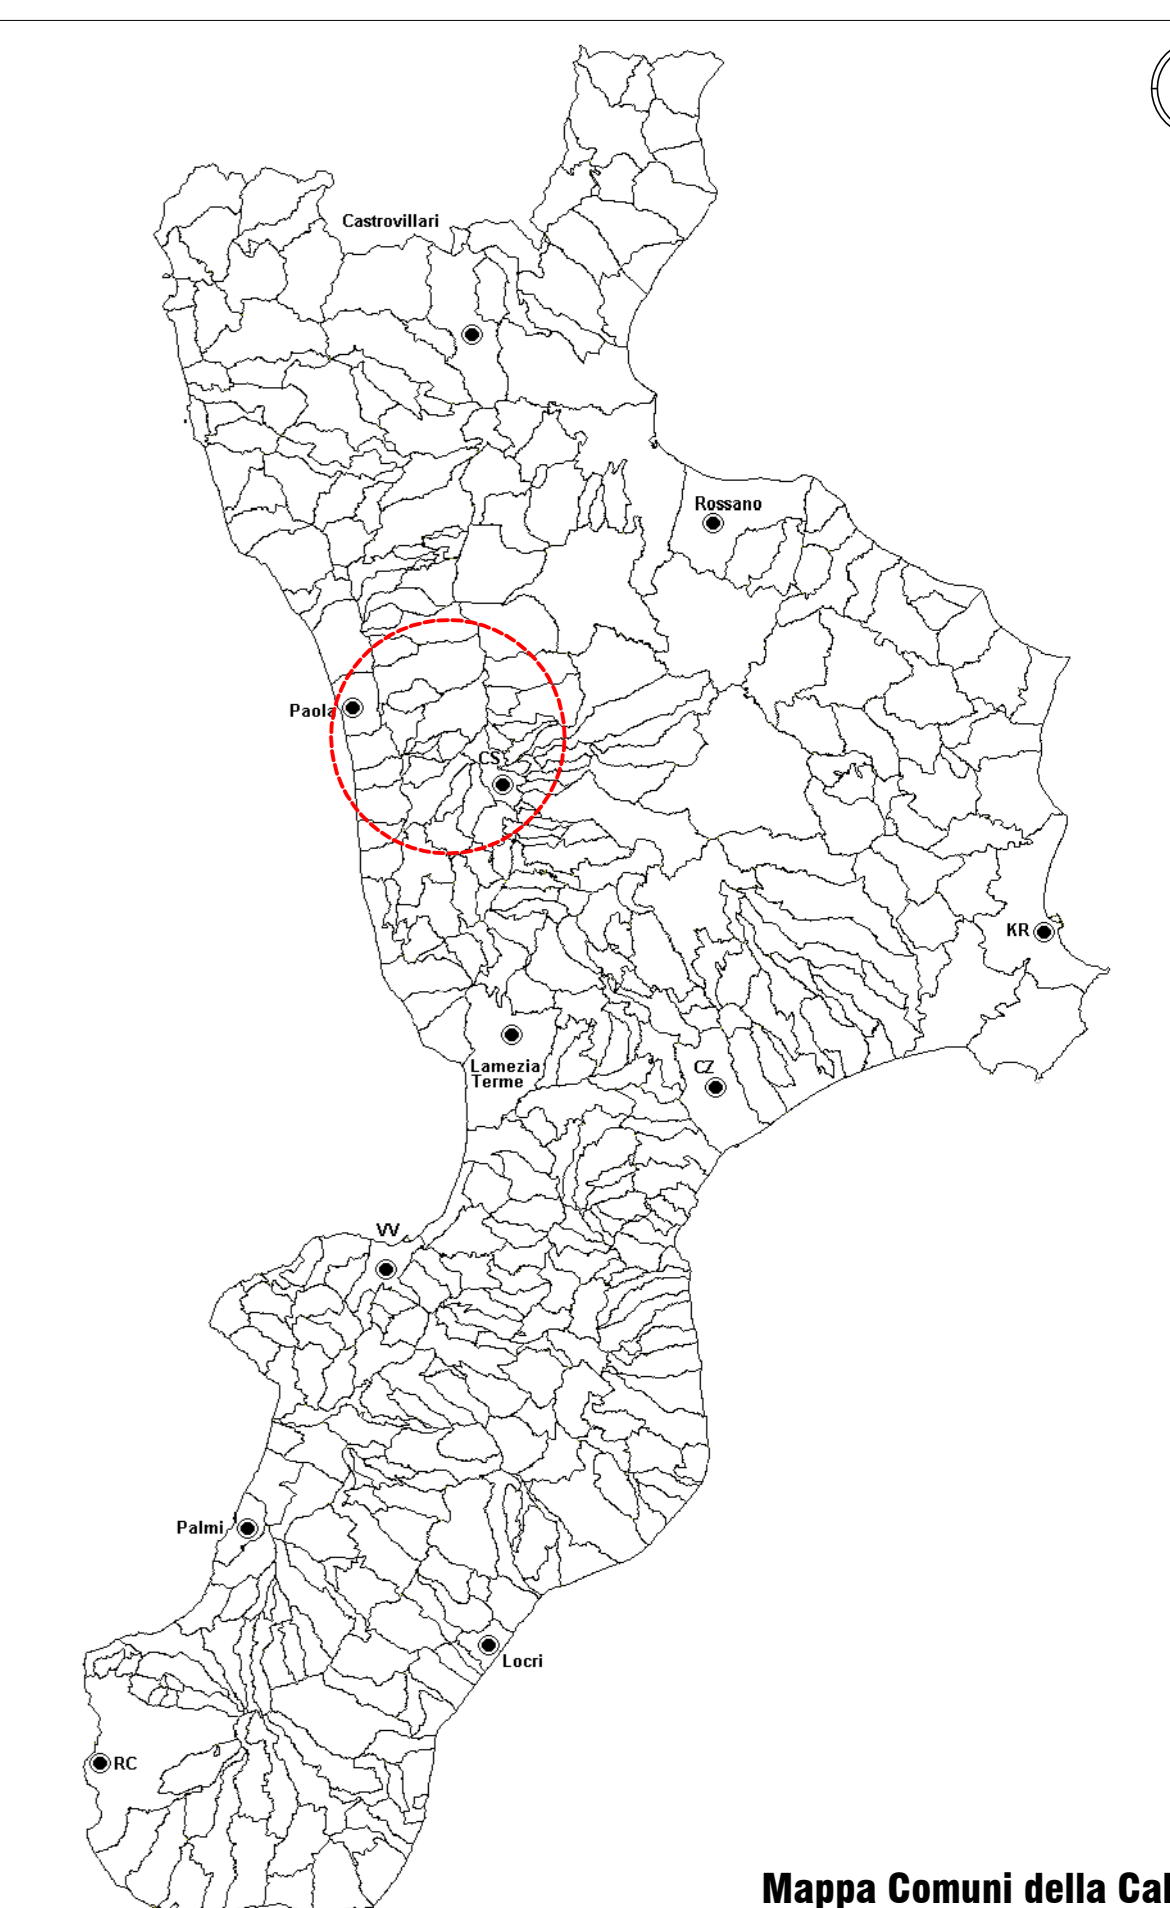 Castrovillari
Rossano
Paola
CS
KR
Lamezia
Terme
CZ
VV
Palmi
Locri
RC
Mappa Comuni della Cal